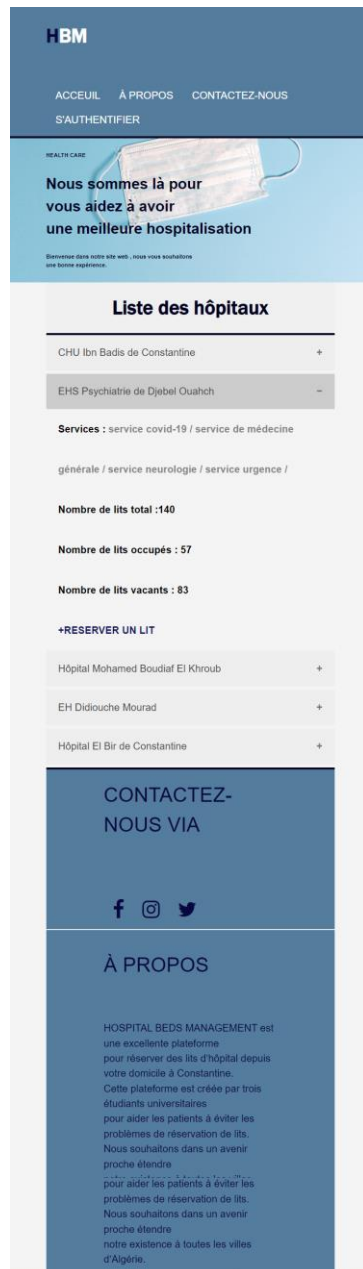 HBM
ACCEUIL À PROPOS CONTACTEZ-NOUS
S'AUTHENTIFIER
HEALTH CARE
Nous sommes là pour
vous aidez à avoir
une meilleure hospitalisation
Bienvenue dans notre site web , nous vous souhaitons
une bonne expérience.
Liste des hôpitaux
CHU Ibn Badis de Constantine +
EHS Psychiatrie de Djebel Ouahch −
Services : service covid-19 / service de médecine
générale / service neurologie / service urgence /
Nombre de lits total :140
Nombre de lits occupés : 57
Nombre de lits vacants : 83
+RESERVER UN LIT
Hôpital Mohamed Boudiaf El Khroub +
EH Didiouche Mourad +
Hôpital El Bir de Constantine +
CONTACTEZ-
NOUS VIA
À PROPOS
HOSPITAL BEDS MANAGEMENT est
une excellente plateforme
pour réserver des lits d'hôpital depuis
votre domicile à Constantine.
Cette plateforme est créée par trois
étudiants universitaires
pour aider les patients à éviter les
problèmes de réservation de lits.
Nous souhaitons dans un avenir
proche étendre
notre existence à toutes les villes
pour aider les patients à éviter les
problèmes de réservation de lits.
Nous souhaitons dans un avenir
proche étendre
notre existence à toutes les villes
d'Algérie.